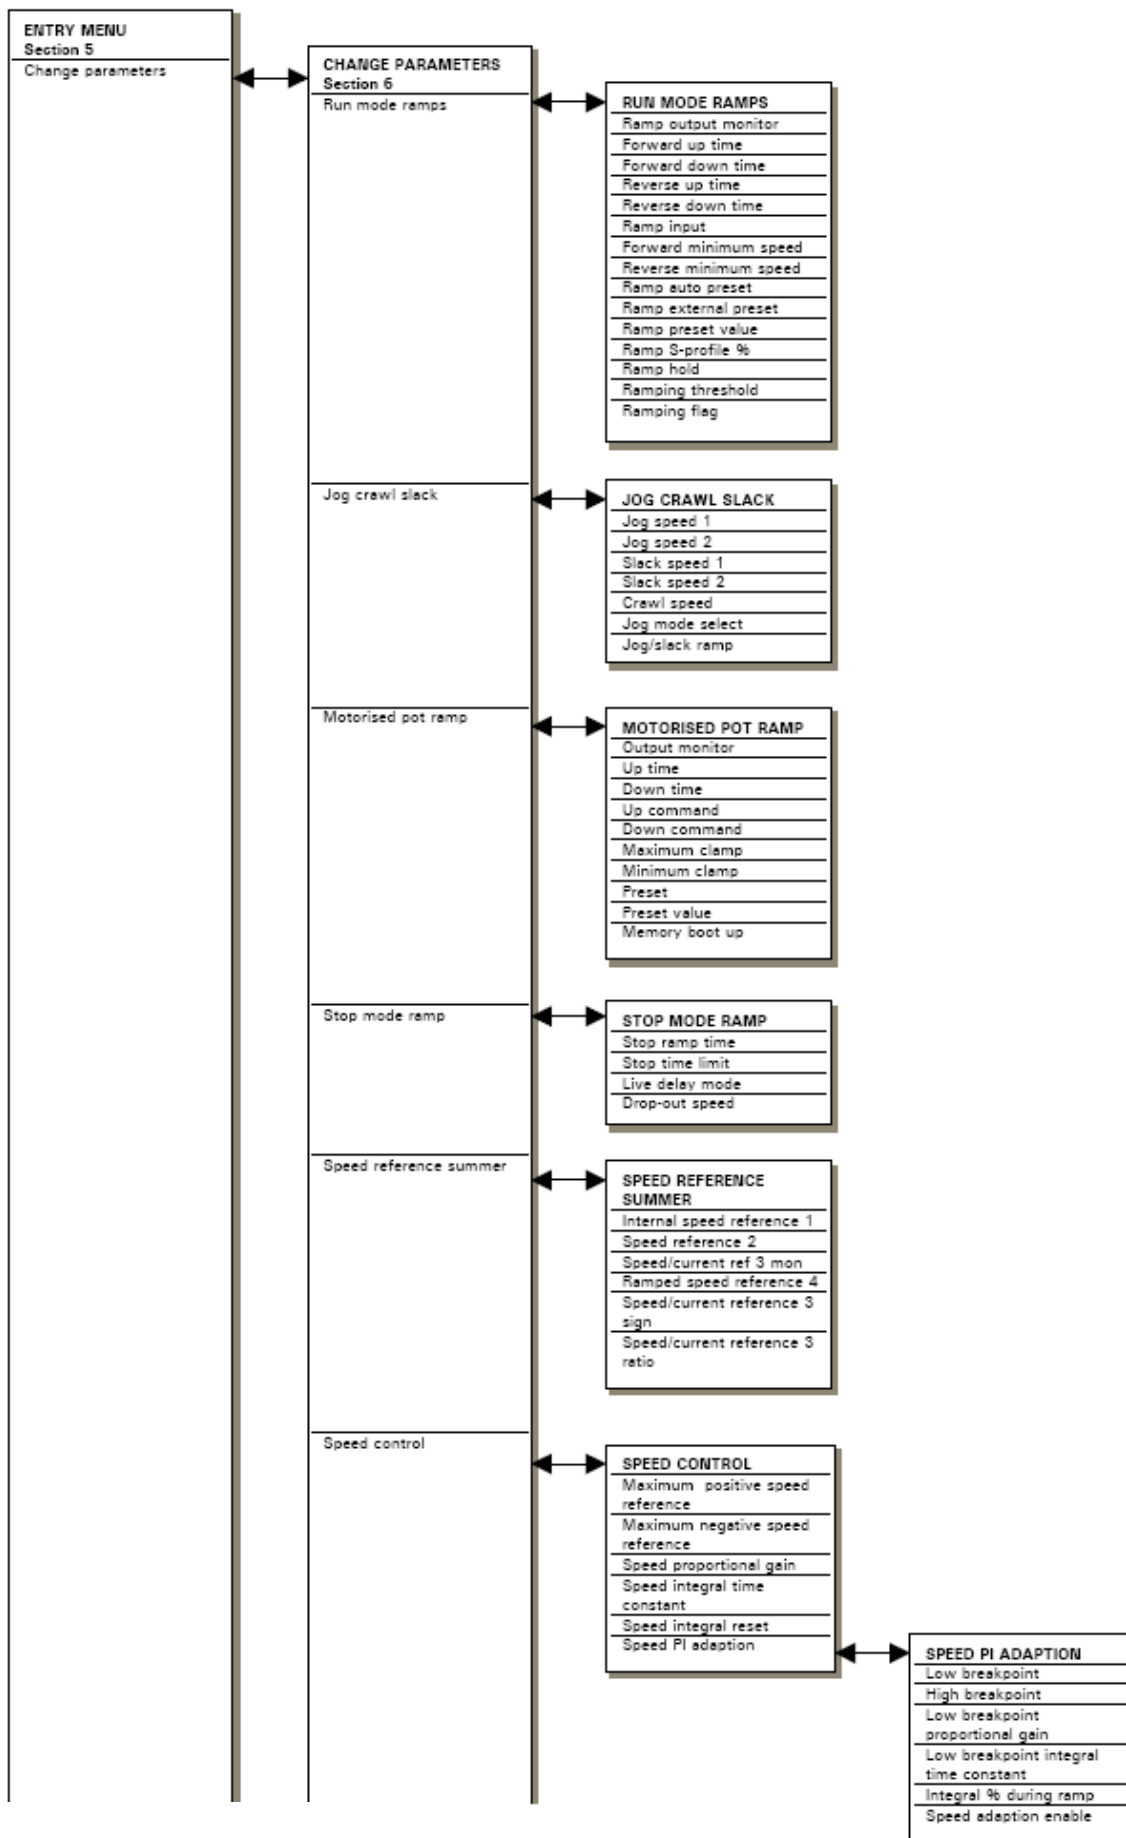 ENTRY MENU
Section 5
Change parameters
CHANGE PARAMETERS
Section 6
Run mode ramps
RUN MODE RAMPS
Ramp output monitor
Forward up time
Forward down time
Reverse up time
Reverse down time
Ramp input
Forward minimum speed
Reverse minimum speed
Ramp auto preset
Ramp external preset
Ramp preset value
Ramp S-profile %
Ramp hold
Ramping threshold
Ramping flag
Jog crawl slack
JOG CRAWL SLACK
Jog speed 1
Jog speed 2
Slack speed 1
Slack speed 2
Crawl speed
Jog mode select
Jog/slack ramp
Motorised pot ramp
MOTORISED POT RAMP
Output monitor
Up time
Down time
Up command
Down command
Maximum clamp
Minimum clamp
Preset
Preset value
Memory boot up
Stop mode ramp
STOP MODE RAMP
Stop ramp time
Stop time limit
Live delay mode
Drop-out speed
Speed reference summer
SPEED REFERENCE
SUMMER
Internal speed reference 1
Speed reference 2
Speed/current ref 3 mon
Ramped speed reference 4
Speed/current reference 3
sign
Speed/current reference 3
ratio
Speed control
SPEED CONTROL
Maximum positive speed
reference
Maximum negative speed
reference
Speed proportional gain
Speed integral time
constant
Speed integral reset
Speed PI adaption
SPEED PI ADAPTION
Low breakpoint
High breakpoint
Low breakpoint
proportional gain
Low breakpoint integral
time constant
Integral % during ramp
Speed adaption enable